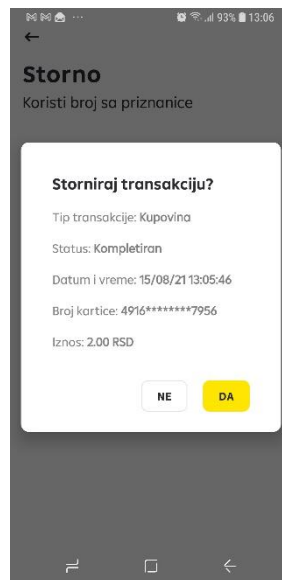 93% 13:06
Storno
Koristi broj sa priznanice
Storniraj transakciju?
Tip transakcije: Kupovina
Status: Kompletiran
Datum i vreme: 15/08/21 13:05:46
Broj kartice: 4916********7956
Iznos: 2.00 RSD
NE DA